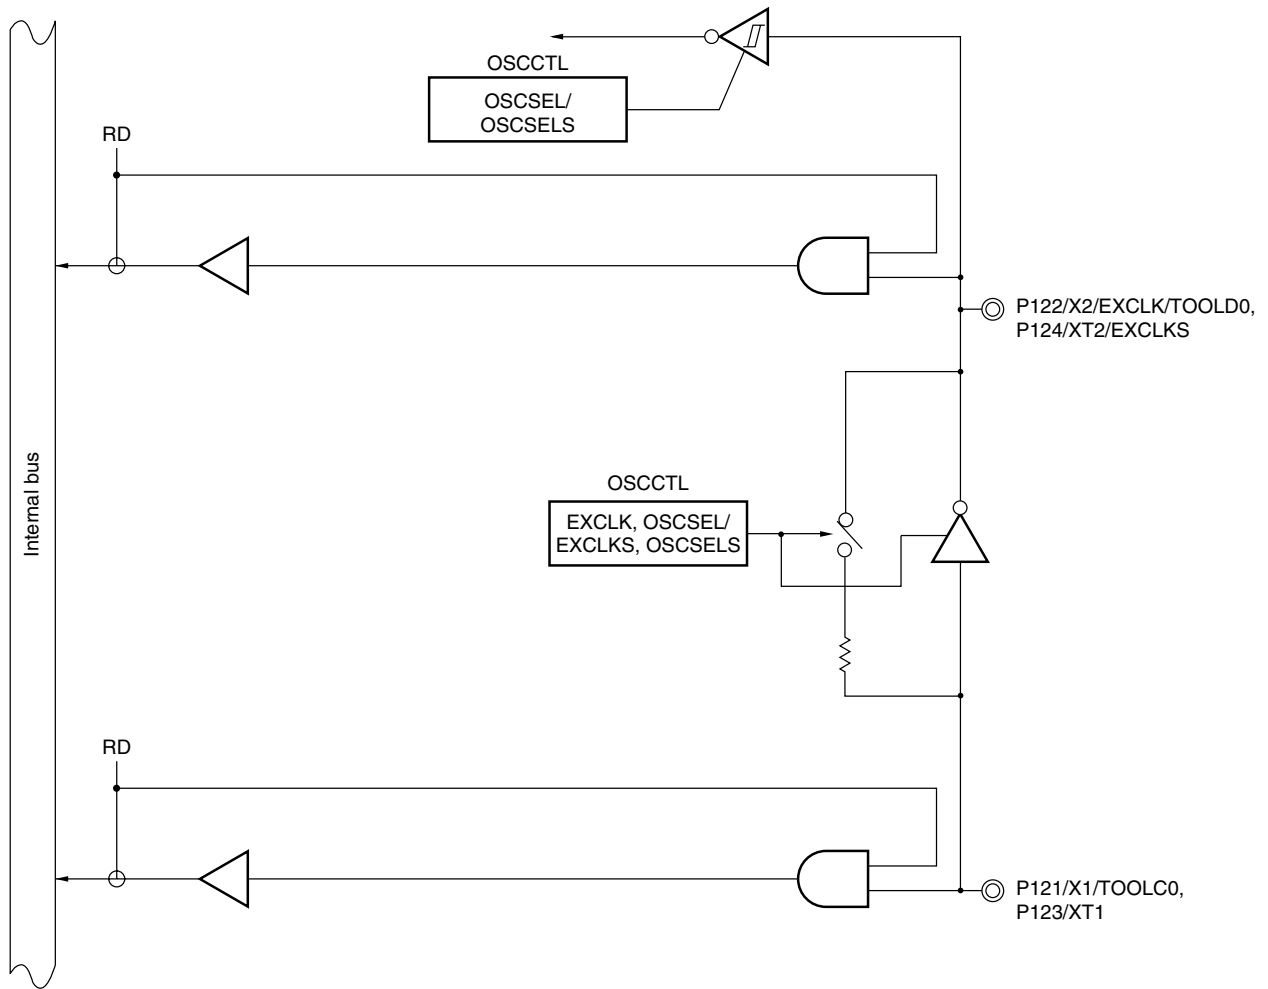 OSCCTL
OSCSEL/
OSCSELS
RD
P122/X2/EXCLK/TOOLD0,
P124/XT2/EXCLKS
Internal bus
OSCCTL
EXCLK, OSCSEL/
EXCLKS, OSCSELS
RD
P121/X1/TOOLC0,
P123/XT1